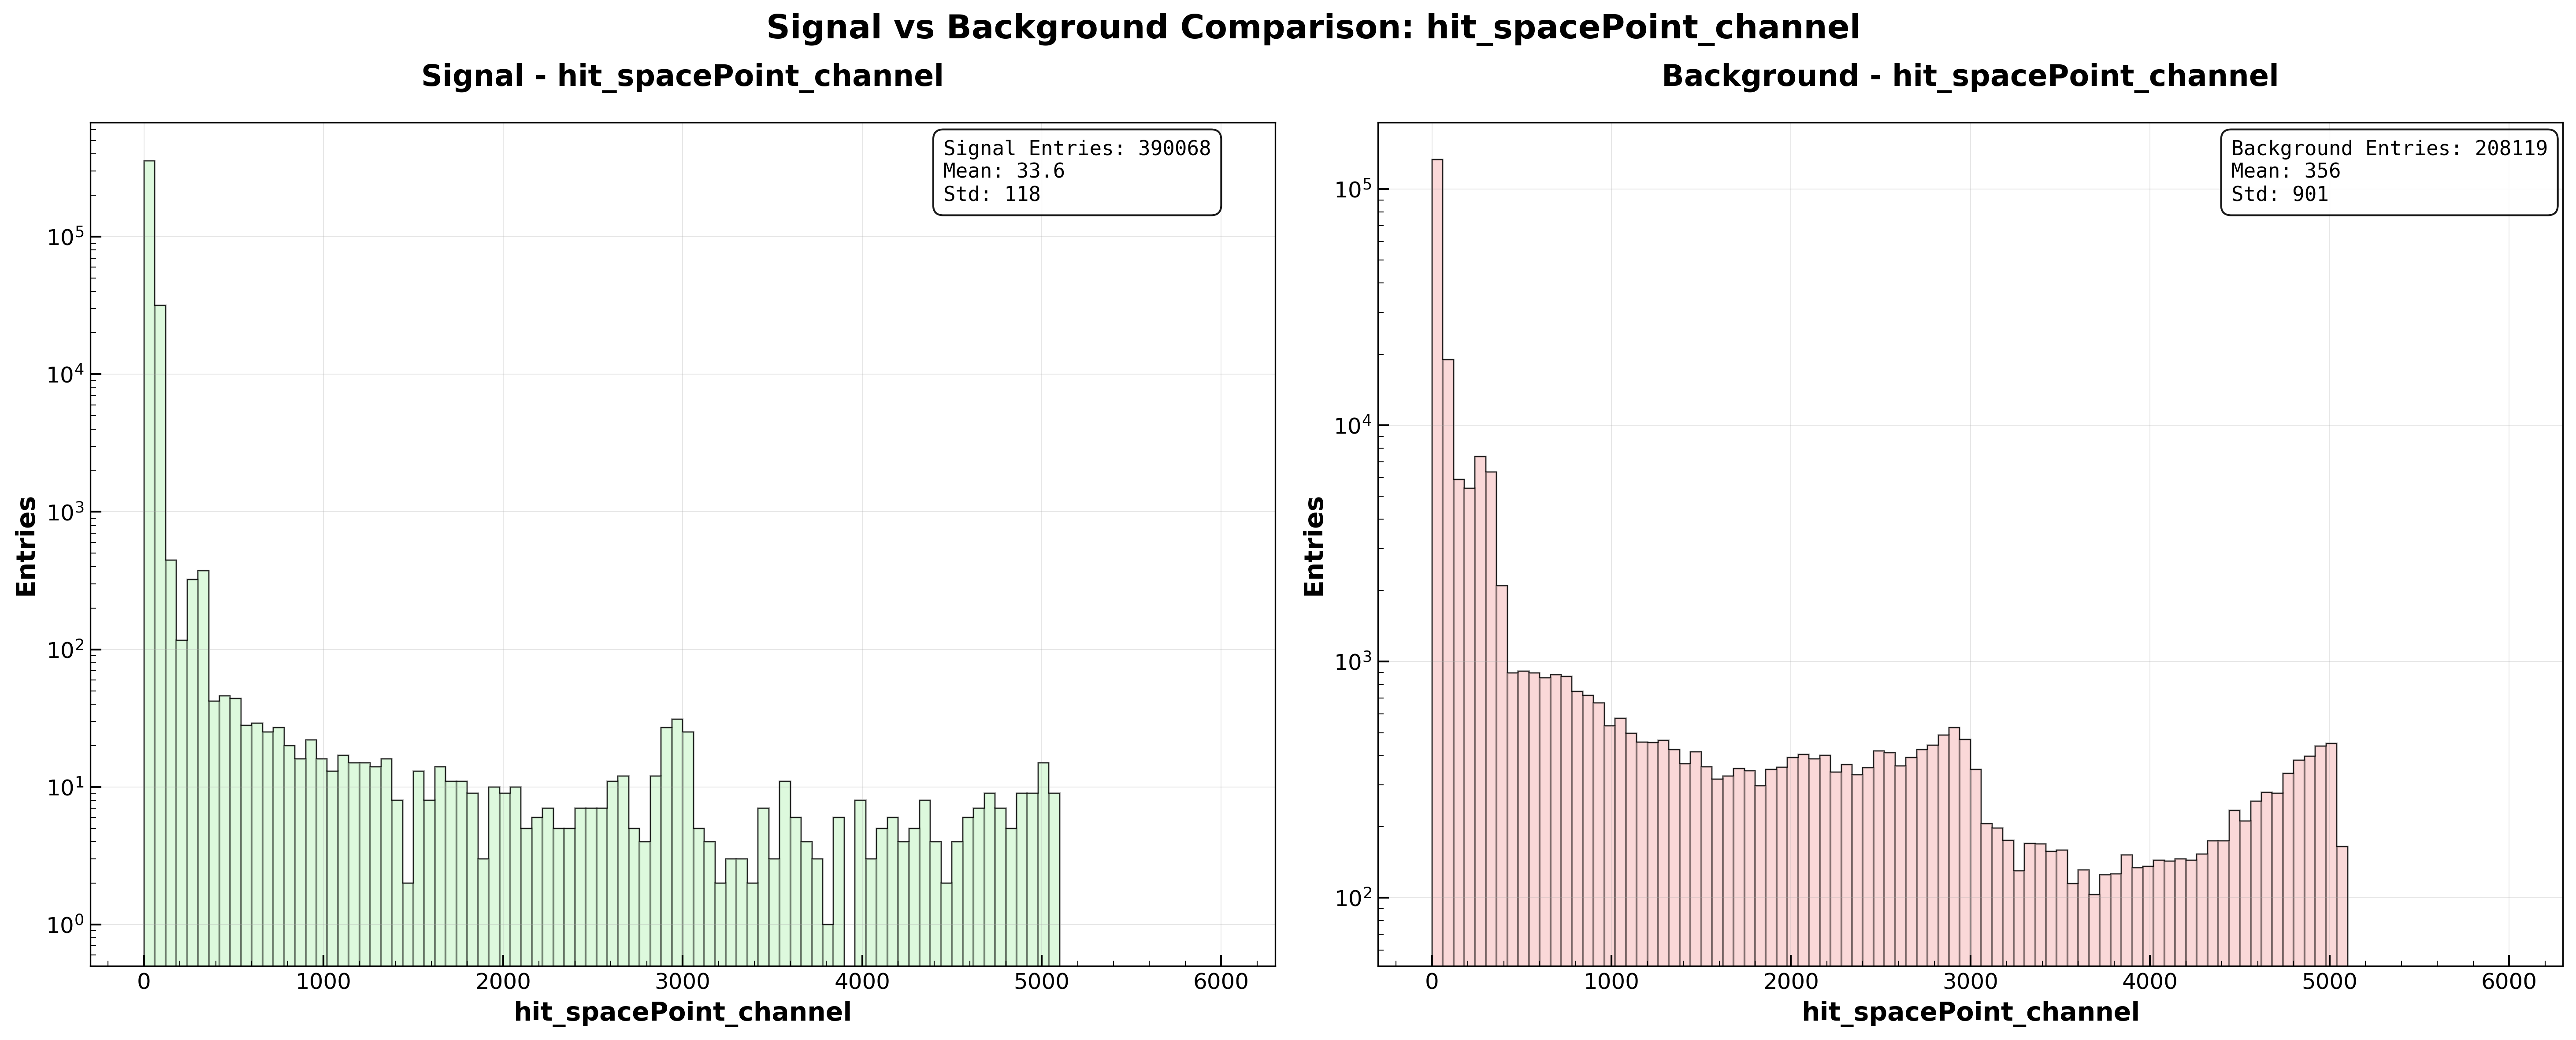 Signal vs Background Comparison: hit_spacePoint_channel
Signal - hit_spacePoint_channel
Signal Entries: 390068
Mean: 33.6
Std: 118
Entries
10^5
10^4
10^3
10^2
10^1
10^0
0 1000 2000 3000 4000 5000 6000
hit_spacePoint_channel
Background - hit_spacePoint_channel
Background Entries: 208119
Mean: 356
Std: 901
Entries
10^5
10^4
10^3
10^2
0 1000 2000 3000 4000 5000 6000
hit_spacePoint_channel